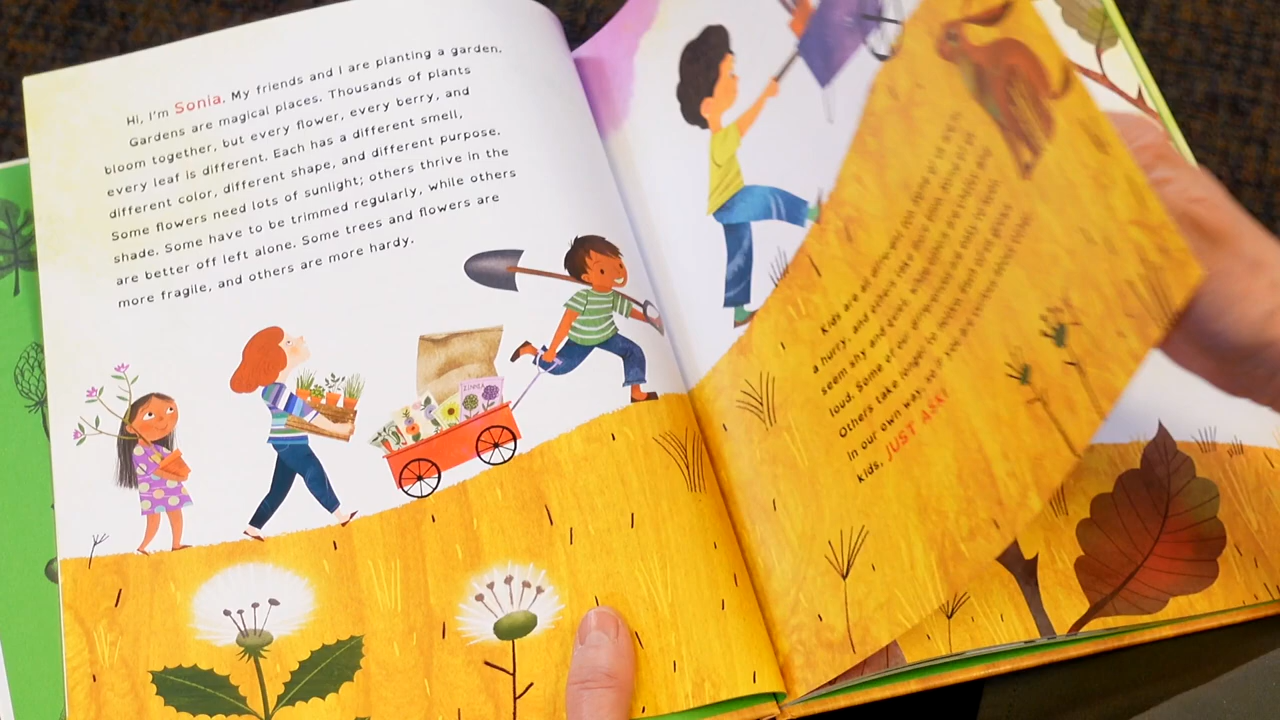 Hi, I'm Sonia. My friends and I are planting a garden.
Gardens are magical places. Thousands of plants
bloom together, but every flower, every berry, and
every leaf is different. Each has a different smell,
different color, different shape, and different purpose.
Some flowers need lots of sunlight; others thrive in the
shade. Some have to be trimmed regularly, while others
are better off left alone. Some trees and flowers are
more fragile, and others are more hardy.
ZINNIA
Kids are
a hurry, and others like
seem shy and quiet, while others are
loud. Some of our
Others take longer to
in our own way, so
kids, JUST ASK!